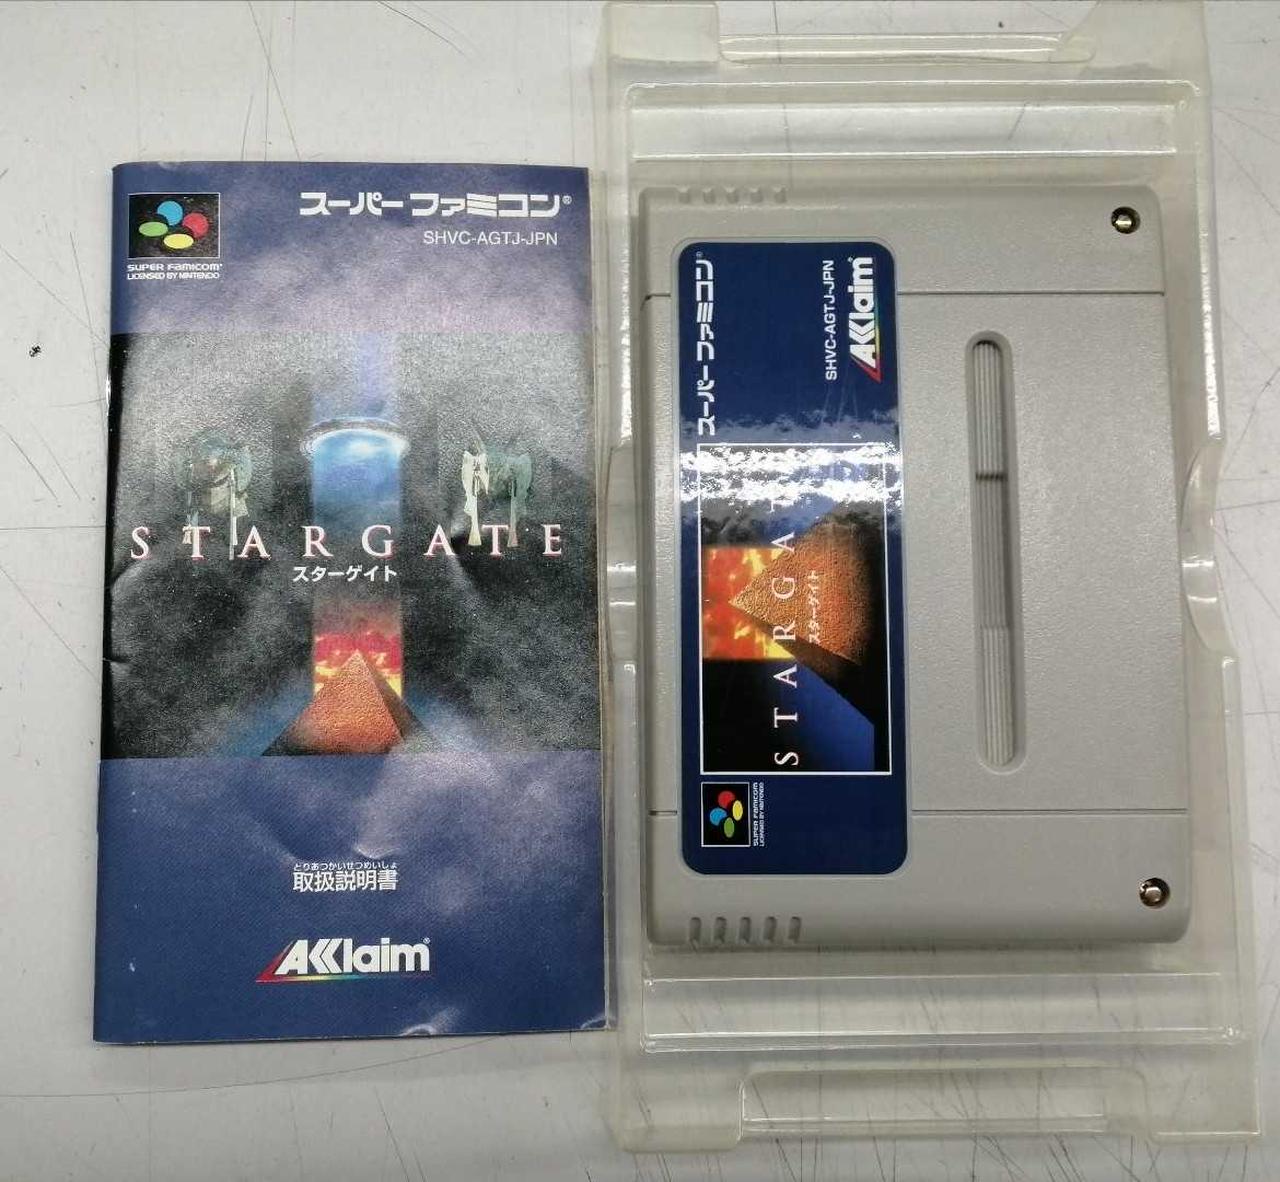 スーパーファミコン®
SHVC-AGTJ-JPN
SUPER FAMICOM®
LICENSED BY NINTENDO
STARGATE
スターゲイト
とりあつかいせつめいしょ
取扱説明書
AKKlaim®
スーパーファミコン®
SHVC-AGTJ-JPN
AKKlaim
STARGAT
スターゲイト
SUPER FAMICOM
LICENSED BY NINTENDO